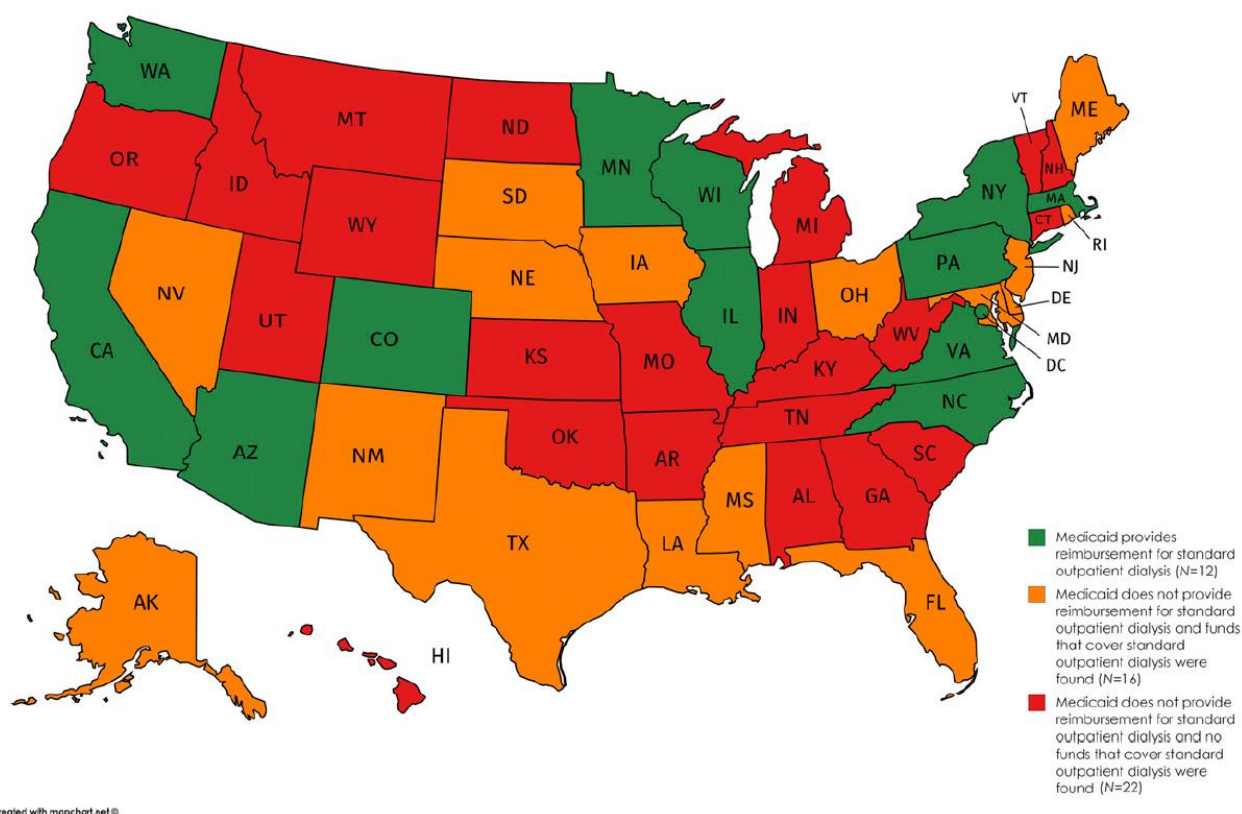 WA
MT
ND
OR
ID
MN
SD
WY
WI
MI
NY
VT
NH
ME
MA
CT
RI
NE
IA
PA
NJ
NV
UT
CO
IL
IN
OH
DE
MD
DC
WV
VA
CA
KS
MO
KY
NC
TN
AZ
NM
OK
AR
SC
MS
AL
GA
TX
LA
AK
HI
FL
Medicaid provides
reimbursement for standard
outpatient dialysis (N=12)
Medicaid does not provide
reimbursement for standard
outpatient dialysis and funds
that cover standard
outpatient dialysis were
found (N=16)
Medicaid does not provide
reimbursement for standard
outpatient dialysis and no
funds that cover standard
outpatient dialysis were
found (N=22)
reated with mapchart.net ©